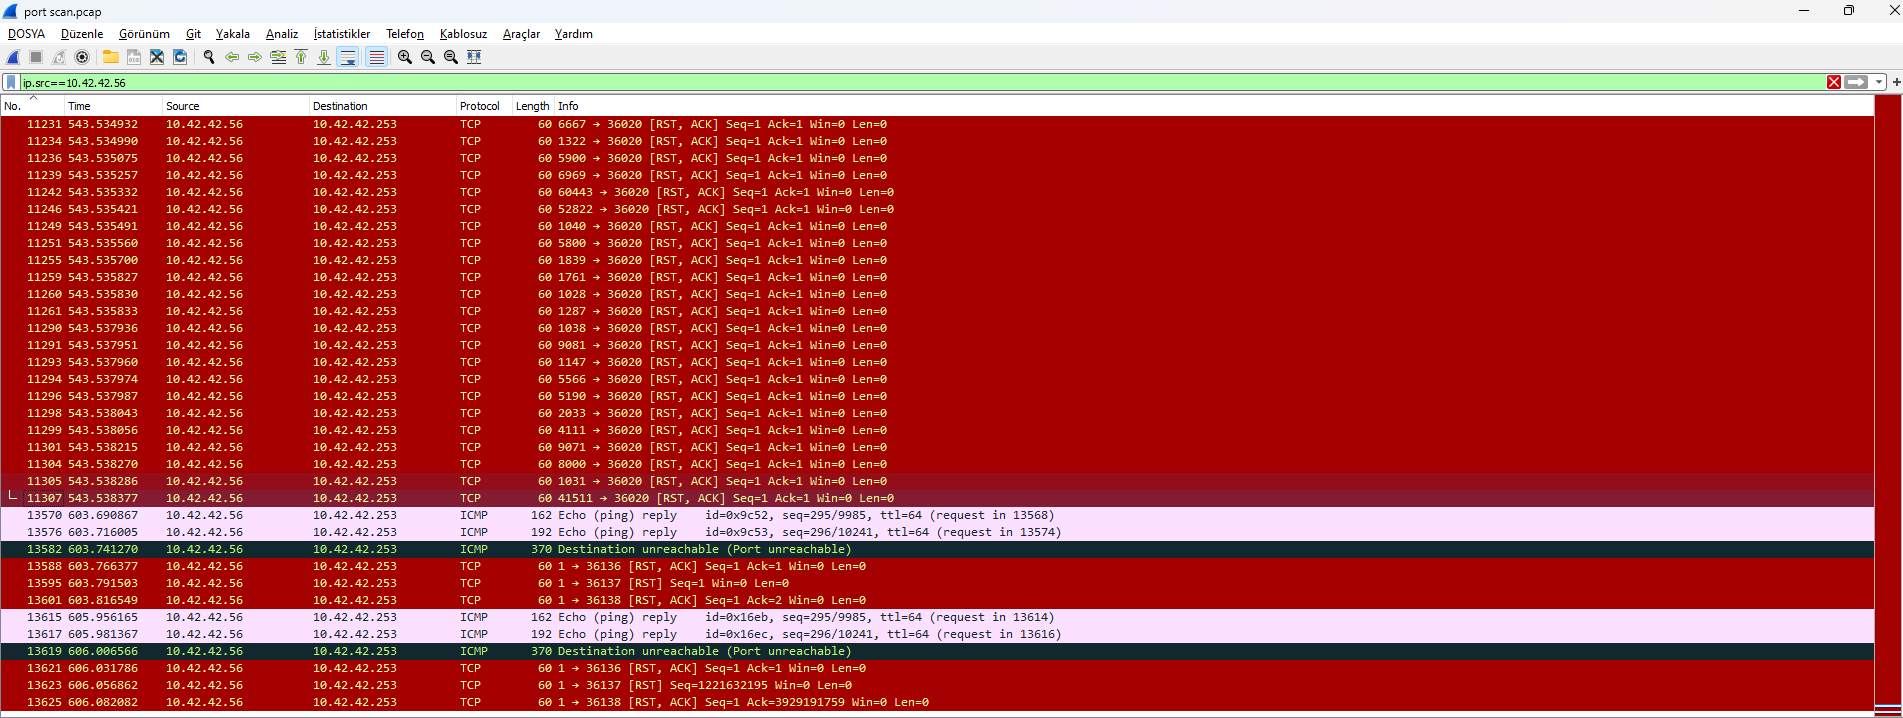 port scan.pcap
DOSYA Düzenle Görünüm Git Yakala Analiz İstatistikler Telefon Kablosuz Araçlar Yardım
ip.src==10.42.42.56
No. Time Source Destination Protocol Length Info
11231 543.534932 10.42.42.56 10.42.42.253 TCP 60 6667 → 36020 [RST, ACK] Seq=1 Ack=1 Win=0 Len=0
11234 543.534990 10.42.42.56 10.42.42.253 TCP 60 1322 → 36020 [RST, ACK] Seq=1 Ack=1 Win=0 Len=0
11236 543.535075 10.42.42.56 10.42.42.253 TCP 60 5900 → 36020 [RST, ACK] Seq=1 Ack=1 Win=0 Len=0
11239 543.535257 10.42.42.56 10.42.42.253 TCP 60 6969 → 36020 [RST, ACK] Seq=1 Ack=1 Win=0 Len=0
11242 543.535332 10.42.42.56 10.42.42.253 TCP 60 60443 → 36020 [RST, ACK] Seq=1 Ack=1 Win=0 Len=0
11246 543.535421 10.42.42.56 10.42.42.253 TCP 60 52822 → 36020 [RST, ACK] Seq=1 Ack=1 Win=0 Len=0
11249 543.535491 10.42.42.56 10.42.42.253 TCP 60 1040 → 36020 [RST, ACK] Seq=1 Ack=1 Win=0 Len=0
11251 543.535560 10.42.42.56 10.42.42.253 TCP 60 5800 → 36020 [RST, ACK] Seq=1 Ack=1 Win=0 Len=0
11255 543.535700 10.42.42.56 10.42.42.253 TCP 60 1839 → 36020 [RST, ACK] Seq=1 Ack=1 Win=0 Len=0
11259 543.535827 10.42.42.56 10.42.42.253 TCP 60 1761 → 36020 [RST, ACK] Seq=1 Ack=1 Win=0 Len=0
11260 543.535830 10.42.42.56 10.42.42.253 TCP 60 1028 → 36020 [RST, ACK] Seq=1 Ack=1 Win=0 Len=0
11261 543.535833 10.42.42.56 10.42.42.253 TCP 60 1287 → 36020 [RST, ACK] Seq=1 Ack=1 Win=0 Len=0
11290 543.537936 10.42.42.56 10.42.42.253 TCP 60 1038 → 36020 [RST, ACK] Seq=1 Ack=1 Win=0 Len=0
11291 543.537951 10.42.42.56 10.42.42.253 TCP 60 9081 → 36020 [RST, ACK] Seq=1 Ack=1 Win=0 Len=0
11293 543.537960 10.42.42.56 10.42.42.253 TCP 60 1147 → 36020 [RST, ACK] Seq=1 Ack=1 Win=0 Len=0
11294 543.537974 10.42.42.56 10.42.42.253 TCP 60 5566 → 36020 [RST, ACK] Seq=1 Ack=1 Win=0 Len=0
11296 543.537987 10.42.42.56 10.42.42.253 TCP 60 5190 → 36020 [RST, ACK] Seq=1 Ack=1 Win=0 Len=0
11298 543.538043 10.42.42.56 10.42.42.253 TCP 60 2033 → 36020 [RST, ACK] Seq=1 Ack=1 Win=0 Len=0
11299 543.538056 10.42.42.56 10.42.42.253 TCP 60 4111 → 36020 [RST, ACK] Seq=1 Ack=1 Win=0 Len=0
11301 543.538215 10.42.42.56 10.42.42.253 TCP 60 9071 → 36020 [RST, ACK] Seq=1 Ack=1 Win=0 Len=0
11304 543.538270 10.42.42.56 10.42.42.253 TCP 60 8000 → 36020 [RST, ACK] Seq=1 Ack=1 Win=0 Len=0
11305 543.538286 10.42.42.56 10.42.42.253 TCP 60 1031 → 36020 [RST, ACK] Seq=1 Ack=1 Win=0 Len=0
11307 543.538377 10.42.42.56 10.42.42.253 TCP 60 41511 → 36020 [RST, ACK] Seq=1 Ack=1 Win=0 Len=0
13570 603.690867 10.42.42.56 10.42.42.253 ICMP 162 Echo (ping) reply id=0x9c52, seq=295/9985, ttl=64 (request in 13568)
13576 603.716005 10.42.42.56 10.42.42.253 ICMP 192 Echo (ping) reply id=0x9c53, seq=296/10241, ttl=64 (request in 13574)
13582 603.741270 10.42.42.56 10.42.42.253 ICMP 370 Destination unreachable (Port unreachable)
13588 603.766377 10.42.42.56 10.42.42.253 TCP 60 1 → 36136 [RST, ACK] Seq=1 Ack=1 Win=0 Len=0
13595 603.791503 10.42.42.56 10.42.42.253 TCP 60 1 → 36137 [RST] Seq=1 Win=0 Len=0
13601 603.816549 10.42.42.56 10.42.42.253 TCP 60 1 → 36138 [RST, ACK] Seq=1 Ack=2 Win=0 Len=0
13615 605.956165 10.42.42.56 10.42.42.253 ICMP 162 Echo (ping) reply id=0x16eb, seq=295/9985, ttl=64 (request in 13614)
13617 605.981367 10.42.42.56 10.42.42.253 ICMP 192 Echo (ping) reply id=0x16ec, seq=296/10241, ttl=64 (request in 13616)
13619 606.006566 10.42.42.56 10.42.42.253 ICMP 370 Destination unreachable (Port unreachable)
13621 606.031786 10.42.42.56 10.42.42.253 TCP 60 1 → 36136 [RST, ACK] Seq=1 Ack=1 Win=0 Len=0
13623 606.056862 10.42.42.56 10.42.42.253 TCP 60 1 → 36137 [RST] Seq=1221632195 Win=0 Len=0
13625 606.082082 10.42.42.56 10.42.42.253 TCP 60 1 → 36138 [RST, ACK] Seq=1 Ack=3929191759 Win=0 Len=0